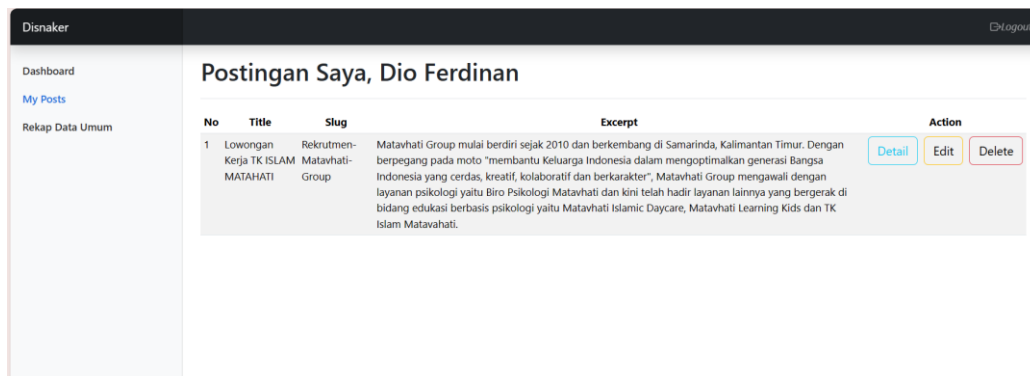 Disnaker
Logout
Dashboard
My Posts
Rekap Data Umum
Postingan Saya, Dio Ferdinan
No Title Slug Excerpt Action
1 Lowongan Kerja TK ISLAM MATAHATI
Rekrutmen-Matavhati-Group
Matavhati Group mulai berdiri sejak 2010 dan berkembang di Samarinda, Kalimantan Timur. Dengan
berpegang pada moto "membantu Keluarga Indonesia dalam mengoptimalkan generasi Bangsa
Indonesia yang cerdas, kreatif, kolaboratif dan berkarakter", Matavhati Group mengawali dengan
layanan psikologi yaitu Biro Psikologi Matavhati dan kini telah hadir layanan lainnya yang bergerak di
bidang edukasi berbasis psikologi yaitu Matavhati Islamic Daycare, Matavhati Learning Kids dan TK
Islam Matavahati.
Detail Edit Delete